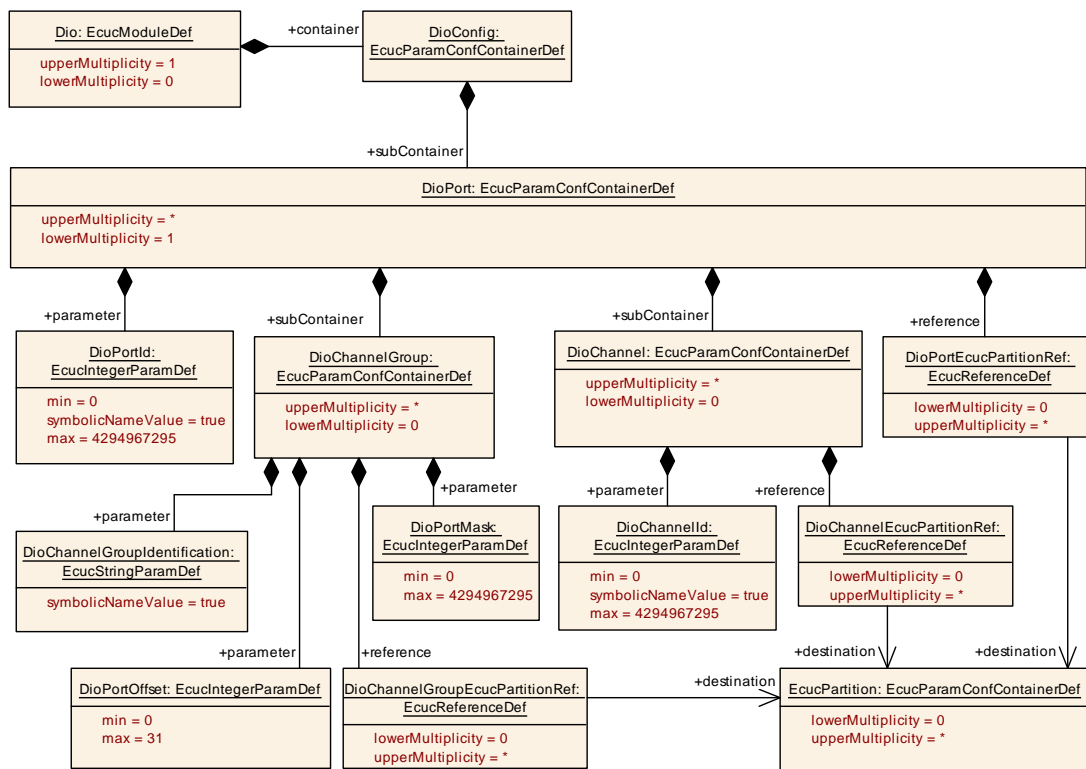 Dio: EcucModuleDef
upperMultiplicity = 1
lowerMultiplicity = 0
+container
DioConfig:
EcucParamConfContainerDef
+subContainer
DioPort: EcucParamConfContainerDef
upperMultiplicity = *
lowerMultiplicity = 1
+parameter
+subContainer
+subContainer
+reference
DioPortId:
EcucIntegerParamDef
min = 0
symbolicNameValue = true
max = 4294967295
DioChannelGroup:
EcucParamConfContainerDef
upperMultiplicity = *
lowerMultiplicity = 0
DioChannel: EcucParamConfContainerDef
upperMultiplicity = *
lowerMultiplicity = 0
DioPortEcucPartitionRef:
EcucReferenceDef
lowerMultiplicity = 0
upperMultiplicity = *
+parameter
+parameter
+parameter
+reference
DioChannelGroupIdentification:
EcucStringParamDef
symbolicNameValue = true
DioPortMask:
EcucIntegerParamDef
min = 0
max = 4294967295
DioChannelId:
EcucIntegerParamDef
min = 0
symbolicNameValue = true
max = 4294967295
DioChannelEcucPartitionRef:
EcucReferenceDef
lowerMultiplicity = 0
upperMultiplicity = *
+parameter
+reference
+destination
+destination
DioPortOffset: EcucIntegerParamDef
min = 0
max = 31
DioChannelGroupEcucPartitionRef:
EcucReferenceDef
lowerMultiplicity = 0
upperMultiplicity = *
+destination
EcucPartition: EcucParamConfContainerDef
lowerMultiplicity = 0
upperMultiplicity = *